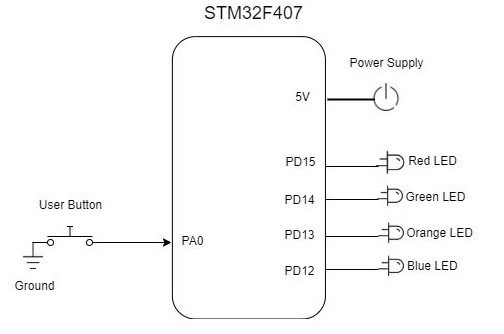 STM32F407
Power Supply
5V
PD15
Red LED
PD14
Green LED
User Button
PD13
Orange LED
PA0
PD12
Blue LED
Ground